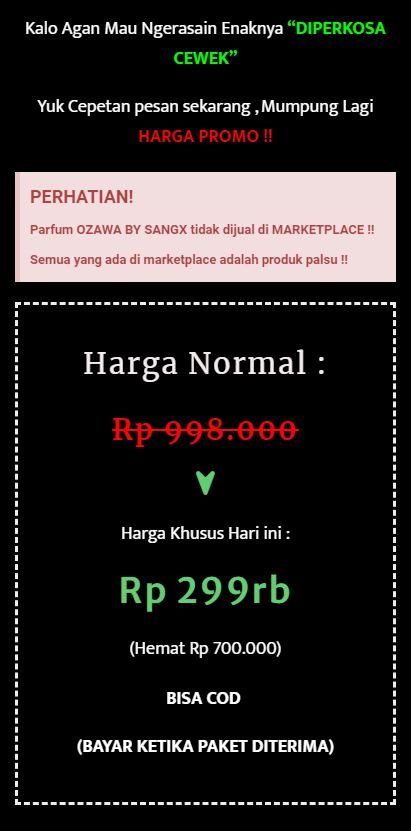 Kalo Agan Mau Ngerasain Enaknya “DIPERKOSA
CEWEK”
Yuk Cepetan pesan sekarang , Mumpung Lagi
HARGA PROMO !!
PERHATIAN!
Parfum OZAWA BY SANGX tidak dijual di MARKETPLACE !!
Semua yang ada di marketplace adalah produk palsu !!
Harga Normal :
Rp 998.000
Harga Khusus Hari ini :
Rp 299rb
(Hemat Rp 700.000)
BISA COD
(BAYAR KETIKA PAKET DITERIMA)